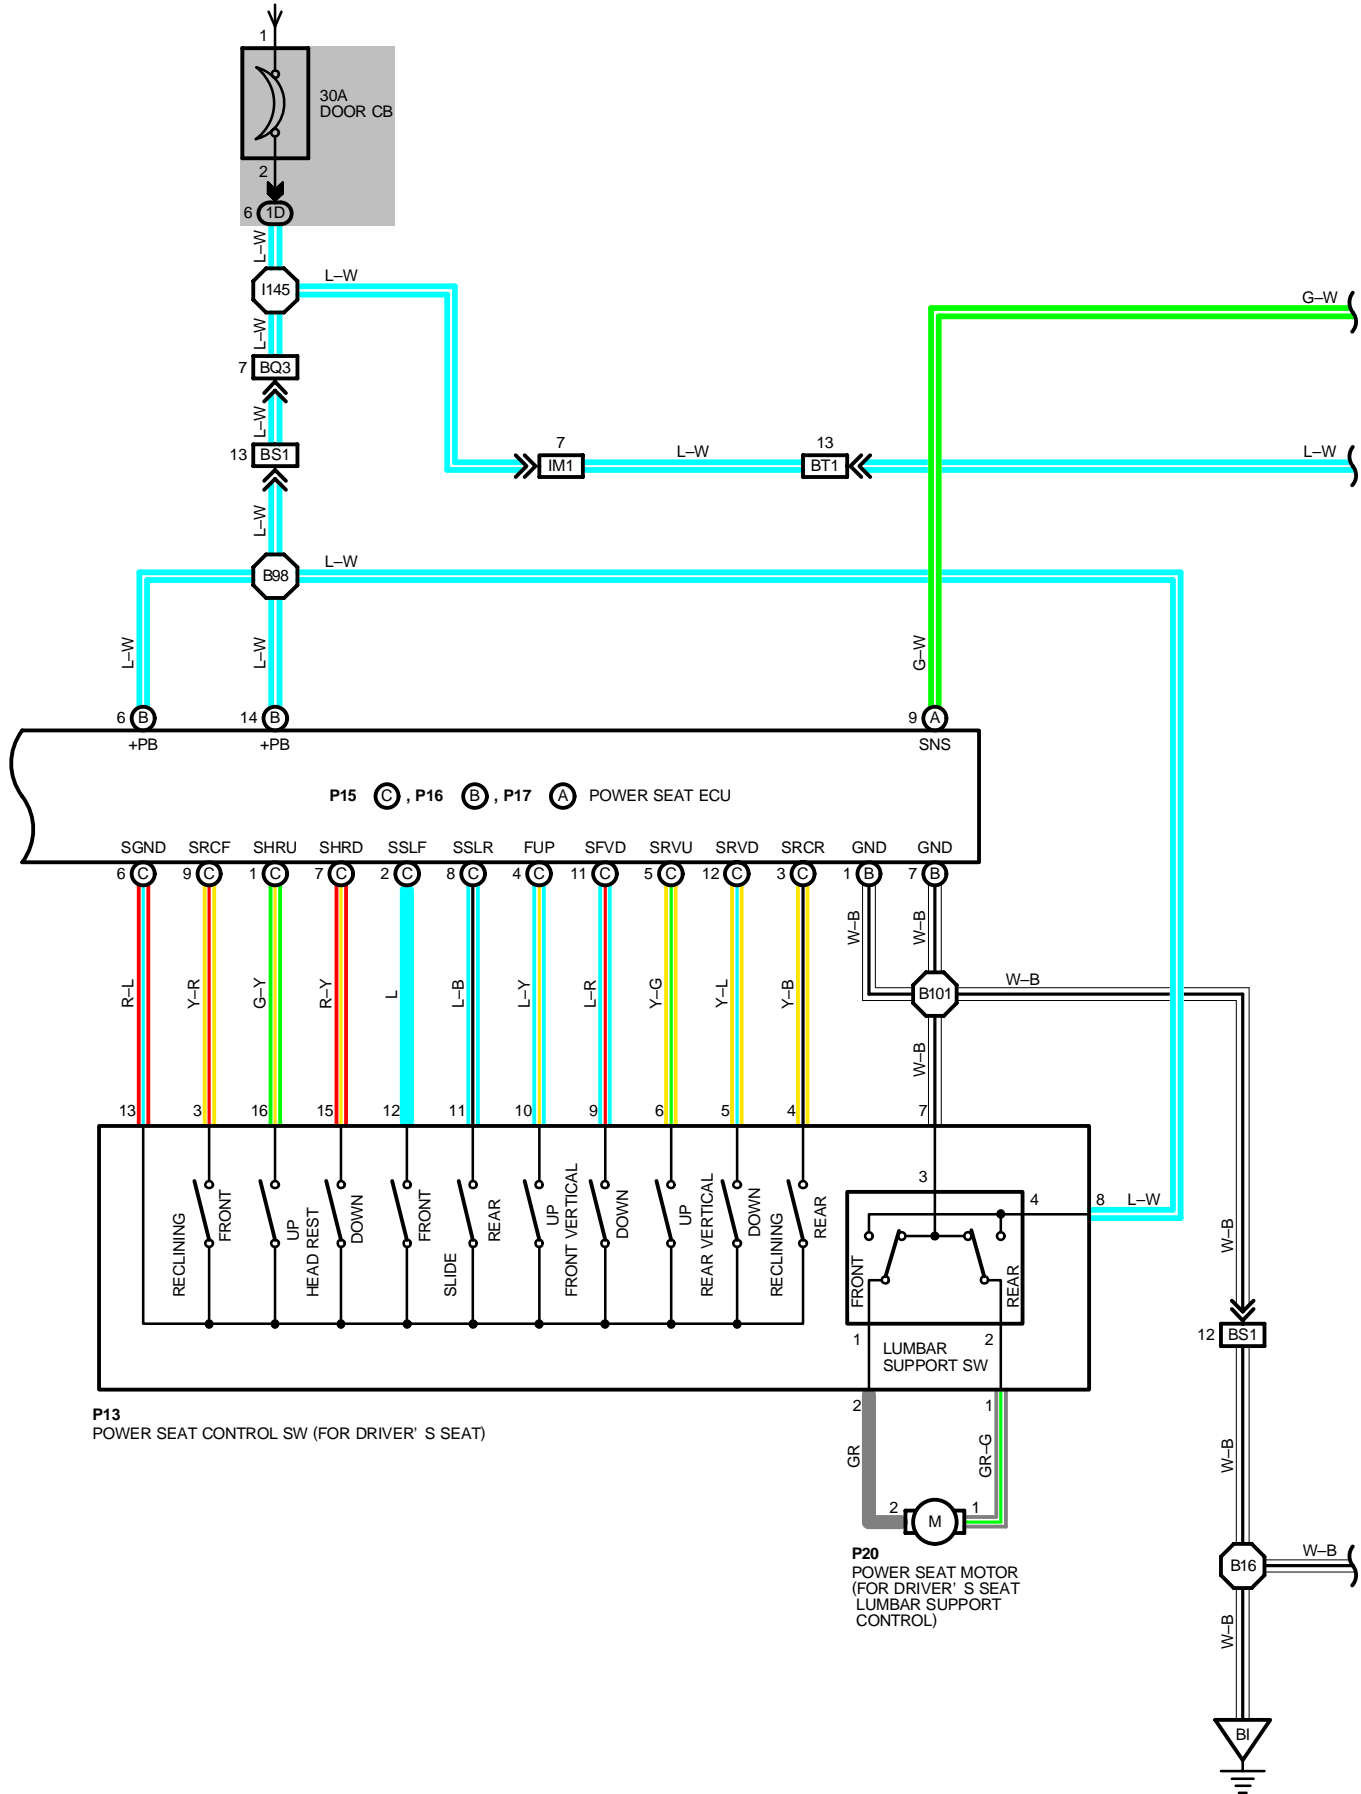 1
30A
DOOR CB
2
6 1D
L–W
I145
L–W
G–W
L–W
7 BQ3
L–W
13 BS1
7
IM1
L–W
13
BT1
L–W
L–W
B98
L–W
L–W
L–W
G–W
6 B
14 B
9 A
+PB
+PB
SNS
P15 C , P16 B , P17 A POWER SEAT ECU
SGND SRCF SHRU SHRD SSLF SSLR FUP SFVD SRVU SRVD SRCR GND GND
6 C 9 C 1 C 7 C 2 C 8 C 4 C 11 C 5 C 12 C 3 C 1 B 7 B
W–B
W–B
R–L
Y–R
G–Y
R–Y
L
L–B
L–Y
L–R
Y–G
Y–L
Y–B
B101
W–B
W–B
13 3 16 15 12 11 10 9 6 5 4 7
3
4
8 L–W
RECLINING
FRONT
UP
HEAD REST
DOWN
FRONT
SLIDE
REAR
UP
FRONT VERTICAL
DOWN
UP
REAR VERTICAL
DOWN
RECLINING
REAR
FRONT
REAR
W–B
1
2
LUMBAR
SUPPORT SW
12 BS1
2
1
P13
POWER SEAT CONTROL SW (FOR DRIVER' S SEAT)
GR
GR–G
W–B
2
M
1
P20
POWER SEAT MOTOR
(FOR DRIVER' S SEAT
LUMBAR SUPPORT
CONTROL)
B16
W–B
W–B
BI